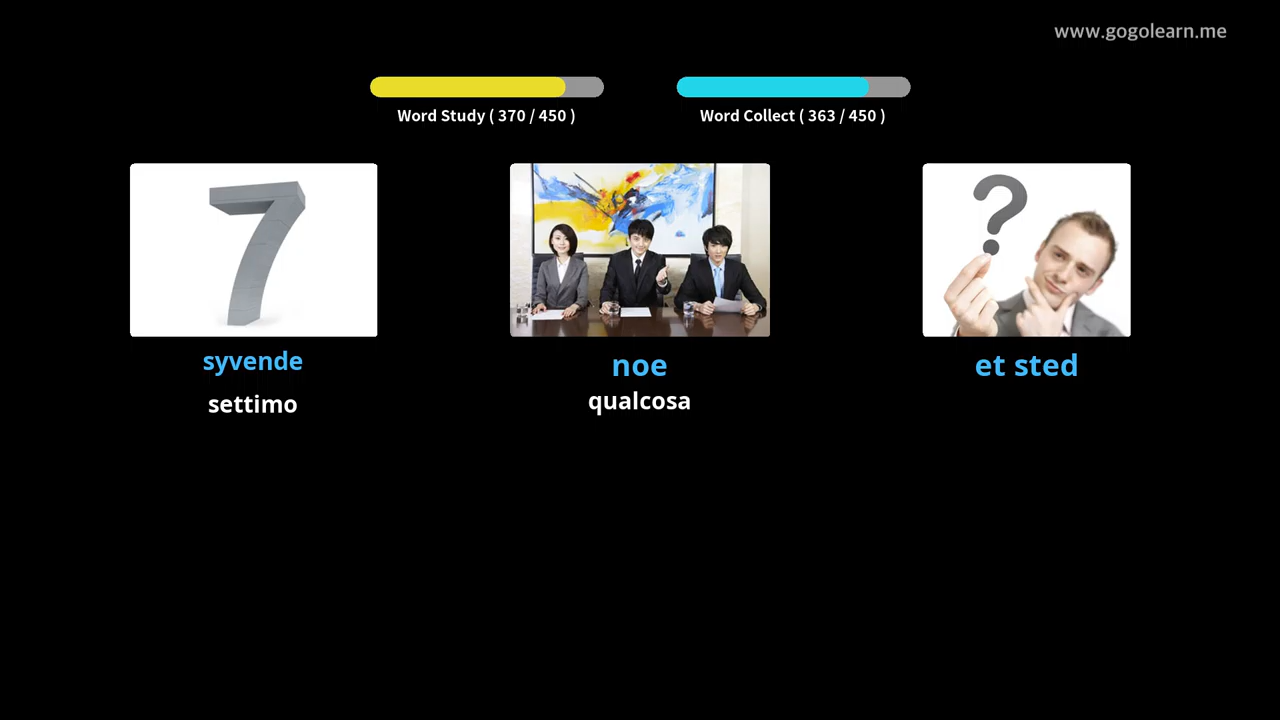 www.gogolearn.me
Word Study ( 370 / 450 )
Word Collect ( 363 / 450 )
7
?
syvende
settimo
noe
qualcosa
et sted